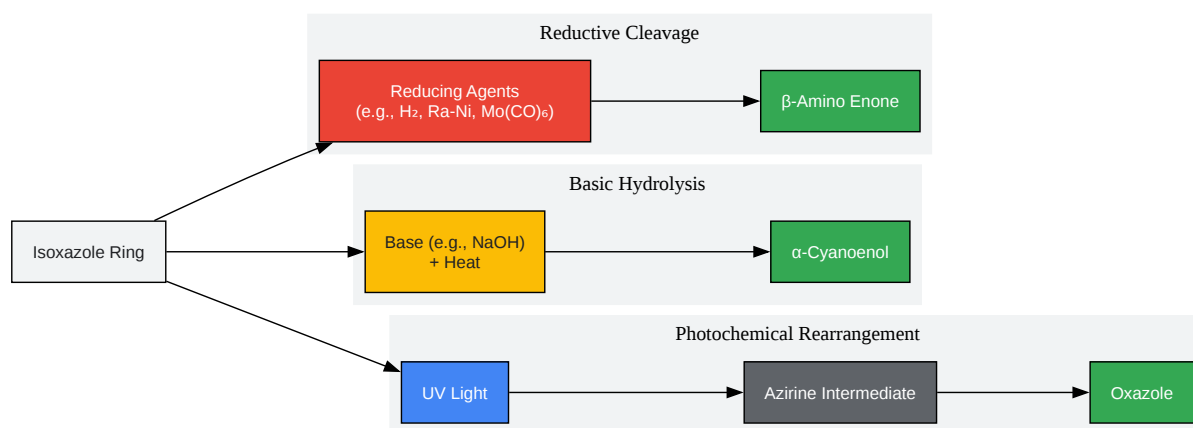 Reductive Cleavage
Reducing Agents
(e.g., H₂, Ra-Ni, Mo(CO)₆)
β-Amino Enone
Basic Hydrolysis
Isoxazole Ring
Base (e.g., NaOH)
+ Heat
α-Cyanoenol
Photochemical Rearrangement
UV Light
Azirine Intermediate
Oxazole